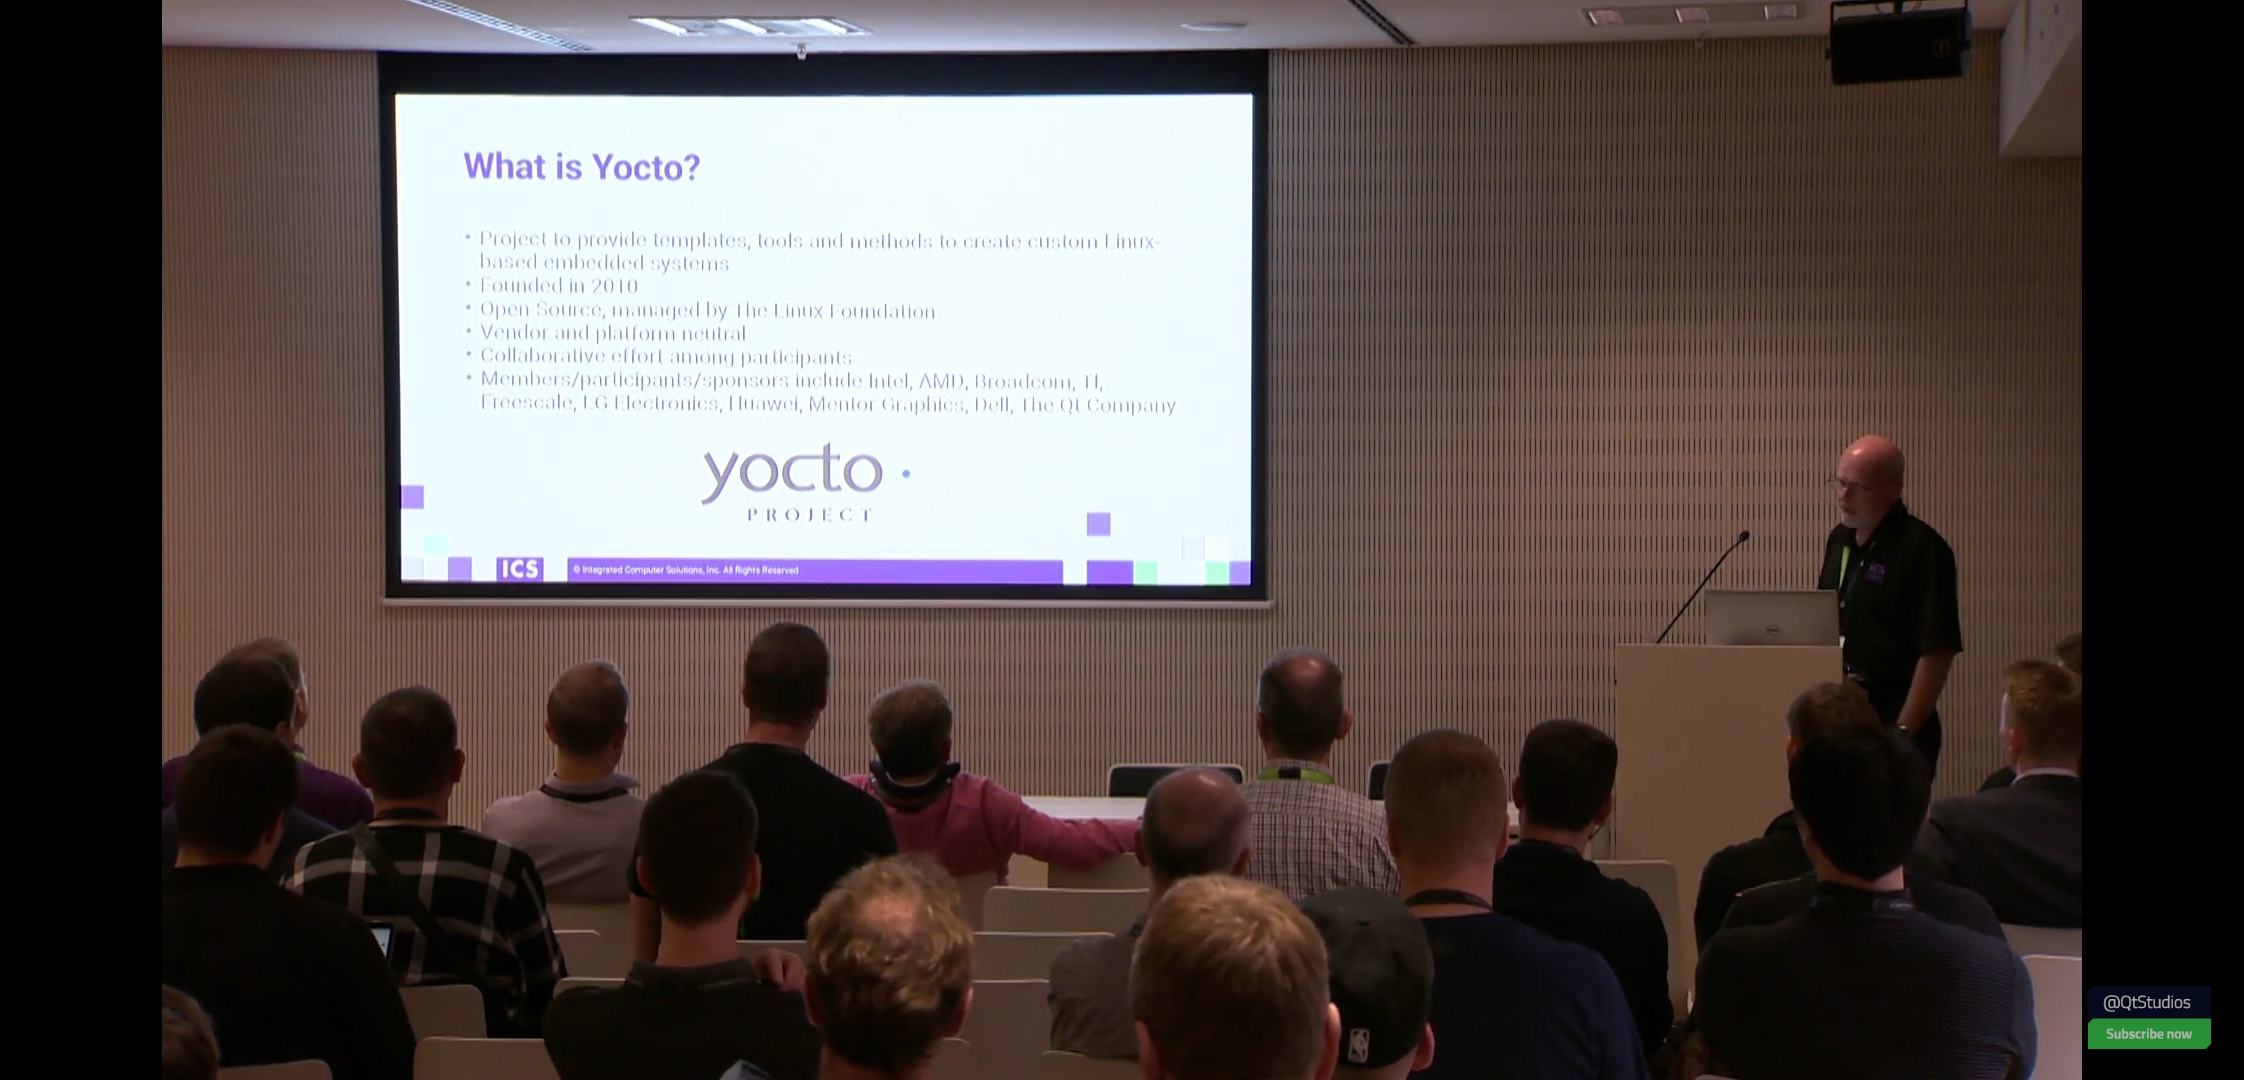 What is Yocto?
• Project to provide templates, tools and methods to create custom Linux-
based embedded systems
• Founded in 2010
• Open Source, managed by The Linux Foundation
• Vendor and platform neutral
• Collaborative effort among participants
• Members/participants/sponsors include Intel, AMD, Broadcom, TI,
Freescale, LG Electronics, Huawei, Mentor Graphics, Dell, The Qt Company
yocto
PROJECT
ICS
© Integrated Computer Solutions, Inc. All Rights Reserved
ICS
@QtStudios
Subscribe now